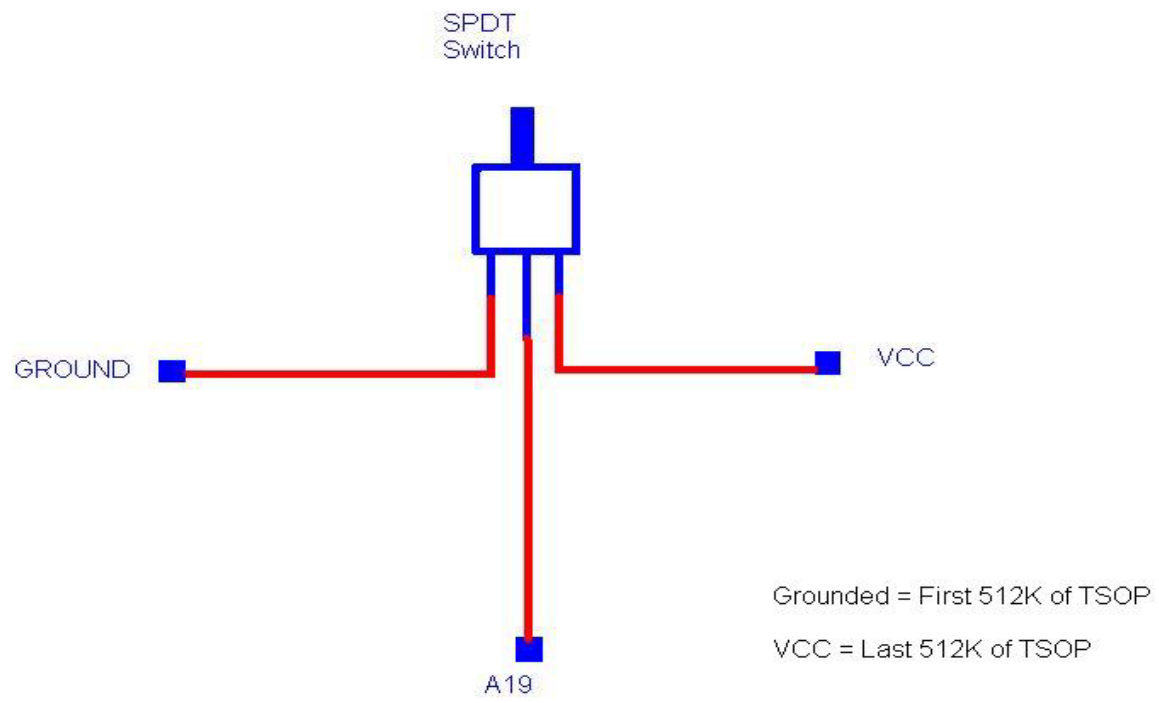 SPDT
Switch
GROUND
VCC
Grounded = First 512K of TSOP
VCC = Last 512K of TSOP
A19